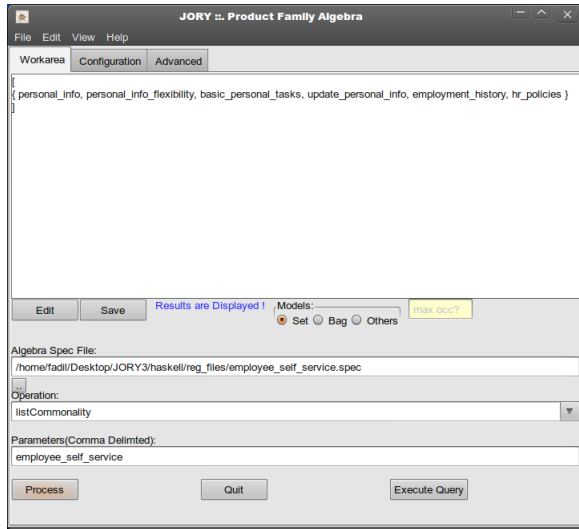 JORY ::. Product Family Algebra
File Edit View Help
Workarea Configuration Advanced
[
{ personal_info, personal_info_flexibility, basic_personal_tasks, update_personal_info, employment_history, hr_policies }
]
Edit Save Results are Displayed ! Models: max occ?
Set Bag Others
Algebra Spec File:
/home/fadil/Desktop/JORY3/haskell/reg_files/employee_self_service.spec
..
Operation:
listCommonality
Parameters(Comma Delimted):
employee_self_service
Process Quit Execute Query